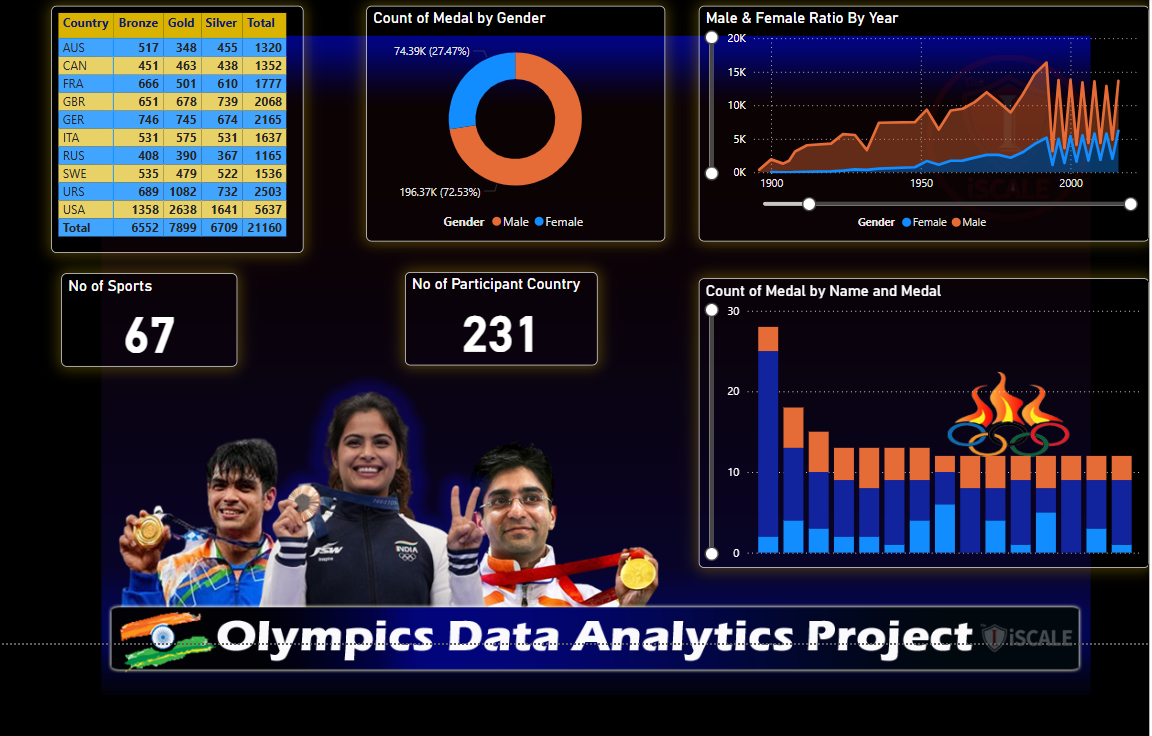 Country Bronze Gold Silver Total
AUS 517 348 455 1320
CAN 451 463 438 1352
FRA 666 501 610 1777
GBR 651 678 739 2068
GER 746 745 674 2165
ITA 531 575 531 1637
RUS 408 390 367 1165
SWE 535 479 522 1536
URS 689 1082 732 2503
USA 1358 2638 1641 5637
Total 6552 7899 6709 21160
Count of Medal by Gender
74.39K (27.47%)
196.37K (72.53%)
Gender Male Female
Male & Female Ratio By Year
20K
15K
10K
5K
0K
1900 1950 2000
iSCALE
Gender Female Male
No of Sports
67
No of Participant Country
231
Count of Medal by Name and Medal
30
20
10
0
JSW
Inspire
INDIA
Olympics Data Analytics Project
iSCALE